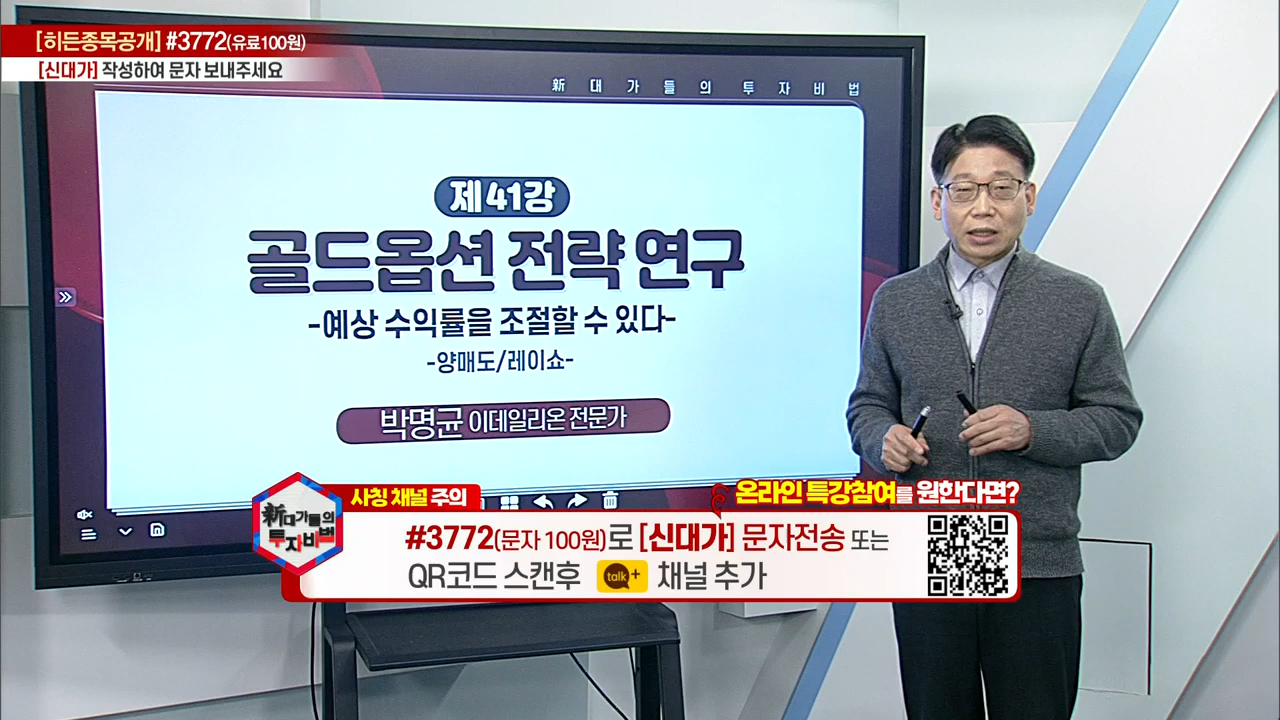 [히든종목공개] #3772(유료100원)
[신대가] 작성하여 문자 보내주세요
新 대 가 들 의 투 자 비 법
제41강
골드옵션 전략 연구
-예상 수익률을 조절할 수 있다-
-양매도/레이쇼-
박명균 이데일리온 전문가
新대가들의
투자비법
사칭 채널 주의
온라인 특강참여를 원한다면?
#3772(문자 100원)로 [신대가] 문자전송 또는
QR코드 스캔후 talk+ 채널 추가